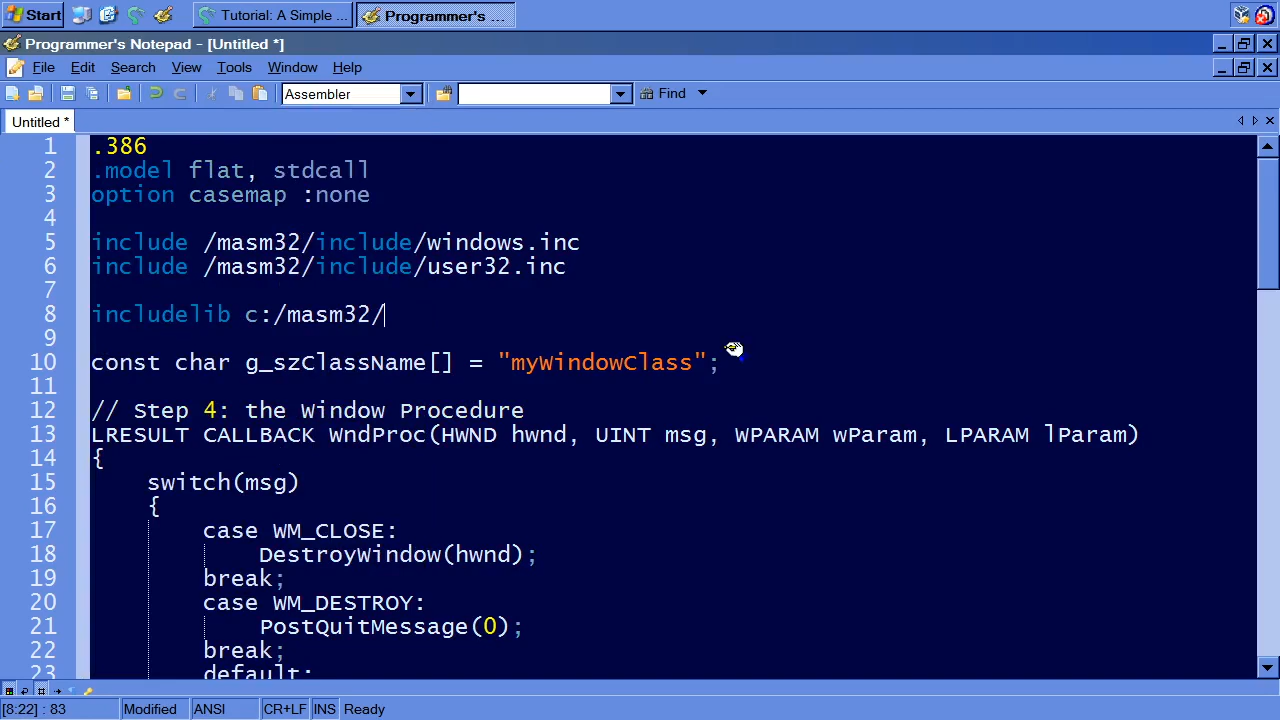 Start
Tutorial: A Simple ...
Programmer's ...
Programmer's Notepad - [Untitled *]
File Edit Search View Tools Window Help
Assembler
Find
Untitled *
1 .386
2 .model flat, stdcall
3 option casemap :none
4
5 include /masm32/include/windows.inc
6 include /masm32/include/user32.inc
7
8 includelib c:/masm32/
9
10 const char g_szClassName[] = "myWindowClass";
11
12 // Step 4: the Window Procedure
13 LRESULT CALLBACK WndProc(HWND hwnd, UINT msg, WPARAM wParam, LPARAM lParam)
14 {
15 switch(msg)
16 {
17 case WM_CLOSE:
18 DestroyWindow(hwnd);
19 break;
20 case WM_DESTROY:
21 PostQuitMessage(0);
22 break;
23 default:
[8:22] : 83 Modified ANSI CR+LF INS Ready